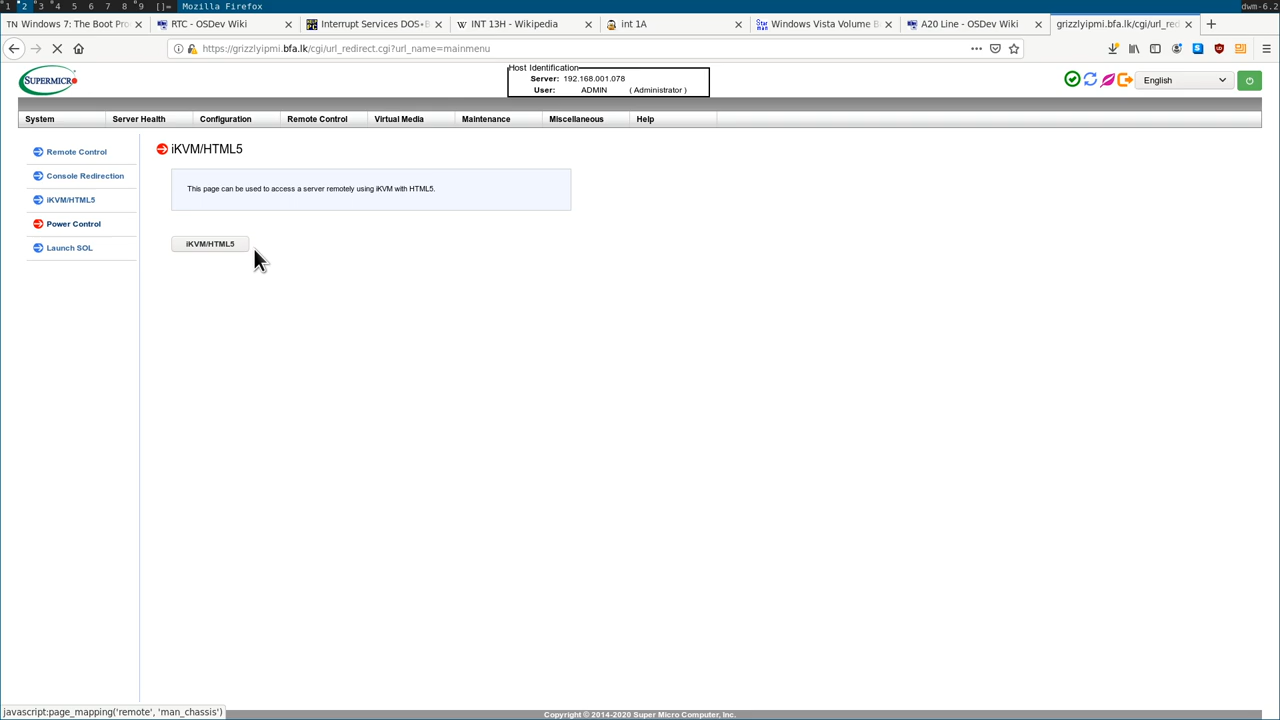 1 2 3 4 5 6 7 8 9 []= Mozilla Firefox dwm-6.2
TN Windows 7: The Boot Pro RTC - OSDev Wiki Interrupt Services DOS+B W INT 13H - Wikipedia int 1A Star man Windows Vista Volume B A20 Line - OSDev Wiki grizzlyipmi.bfa.lk/cgi/url_red
https://grizzlyipmi.bfa.lk/cgi/url_redirect.cgi?url_name=mainmenu
SUPERMICR
Host Identification
Server: 192.168.001.078
User: ADMIN ( Administrator )
English
System Server Health Configuration Remote Control Virtual Media Maintenance Miscellaneous Help
Remote Control
Console Redirection
iKVM/HTML5
Power Control
Launch SOL
iKVM/HTML5
This page can be used to access a server remotely using iKVM with HTML5.
iKVM/HTML5
javascript:page_mapping('remote', 'man_chassis')
Copyright © 2014-2020 Super Micro Computer, Inc.